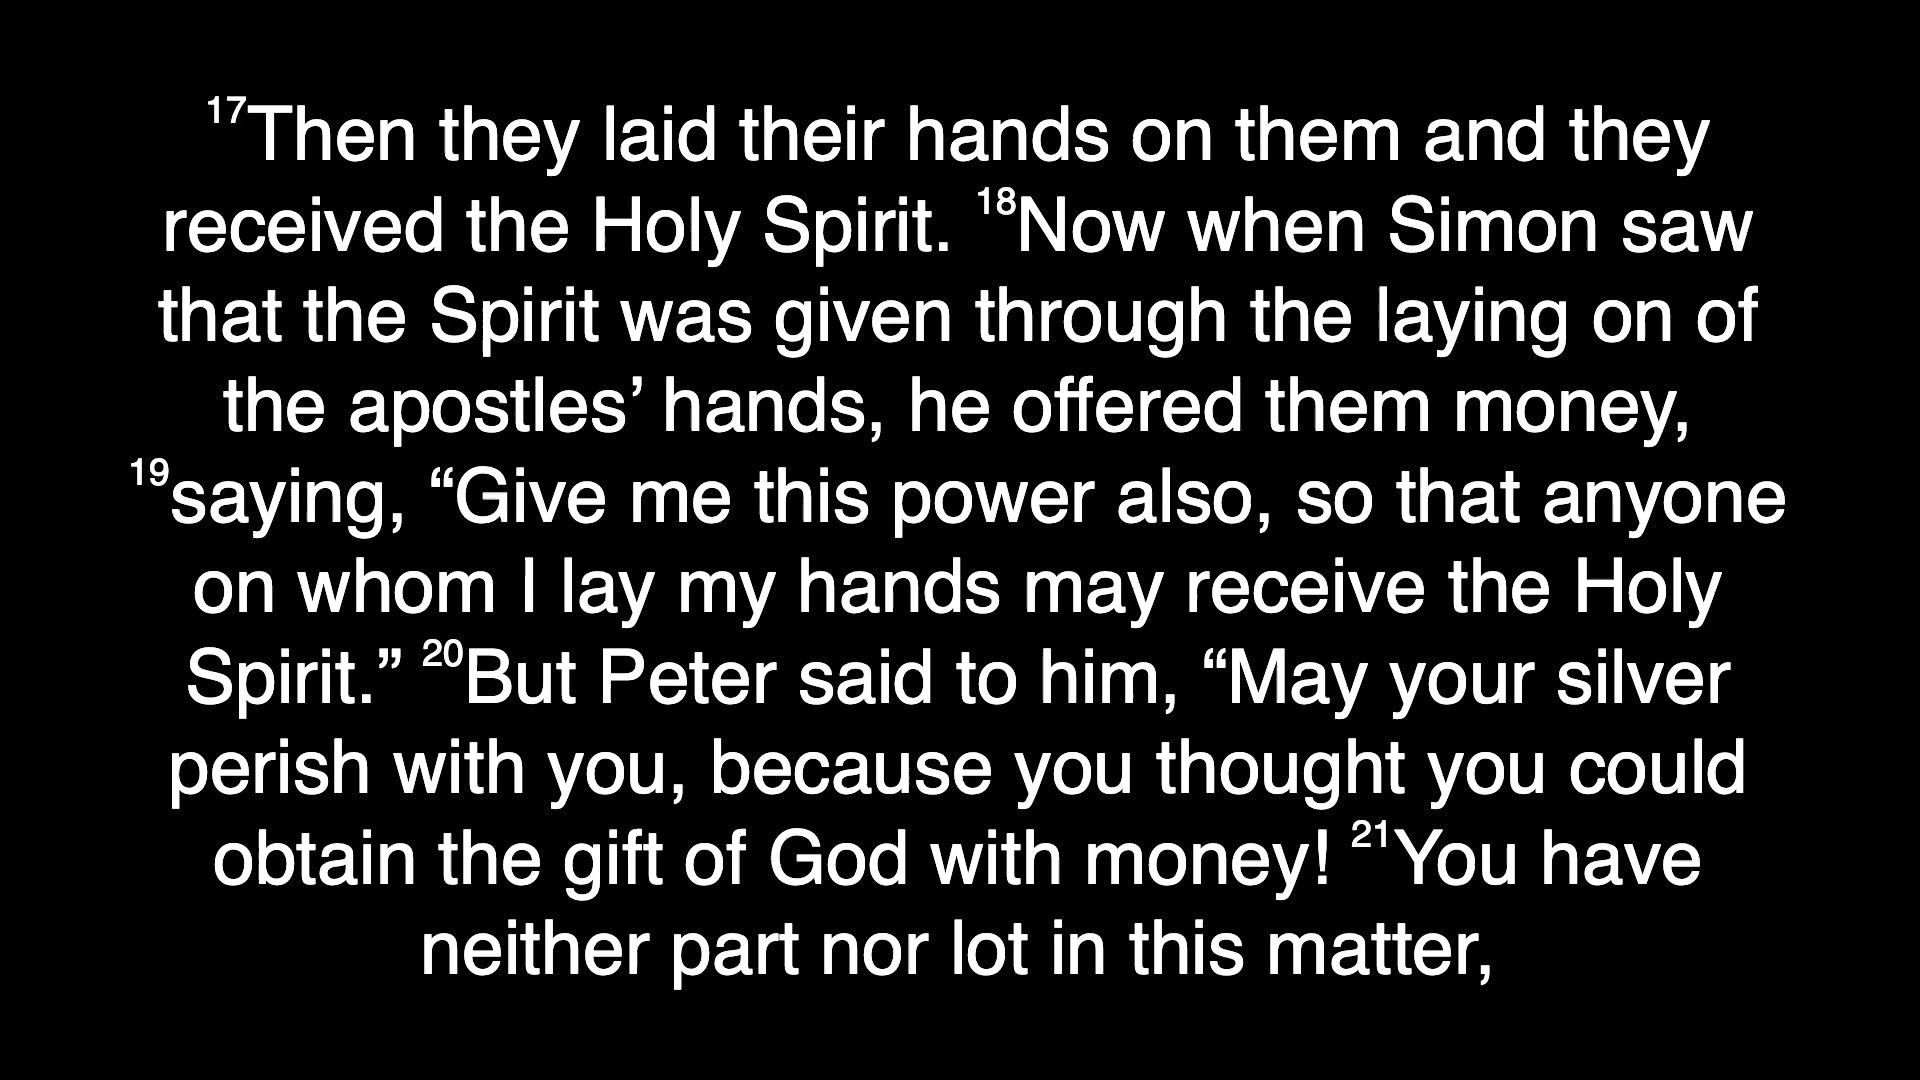 17Then they laid their hands on them and they
received the Holy Spirit. 18Now when Simon saw
that the Spirit was given through the laying on of
the apostles’ hands, he offered them money,
19saying, “Give me this power also, so that anyone
on whom I lay my hands may receive the Holy
Spirit.” 20But Peter said to him, “May your silver
perish with you, because you thought you could
obtain the gift of God with money! 21You have
neither part nor lot in this matter,